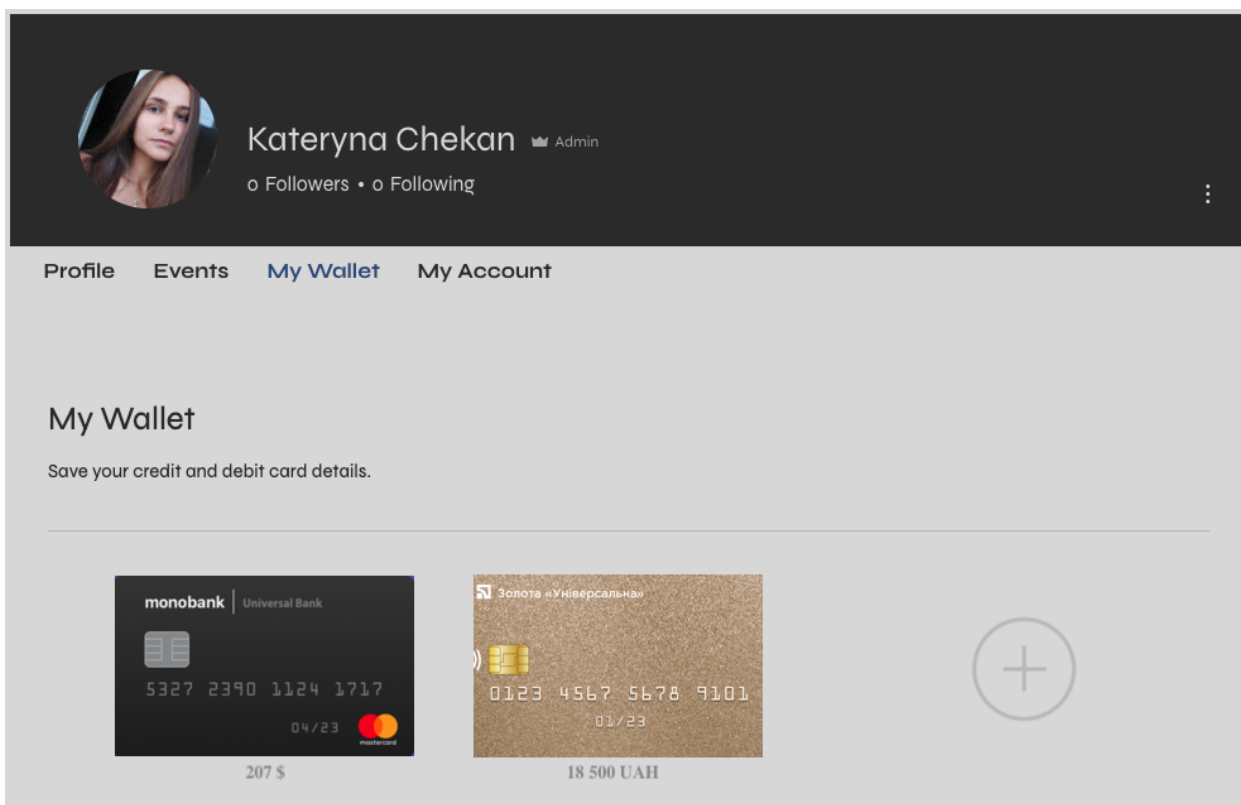 Kateryna Chekan Admin
0 Followers • 0 Following
Profile Events My Wallet My Account
My Wallet
Save your credit and debit card details.
monobank | Universal Bank
5327 2390 1124 1717
04/23
mastercard
207 $
Золота «Універсальна»
0123 4567 5678 9101
01/23
18 500 UAH